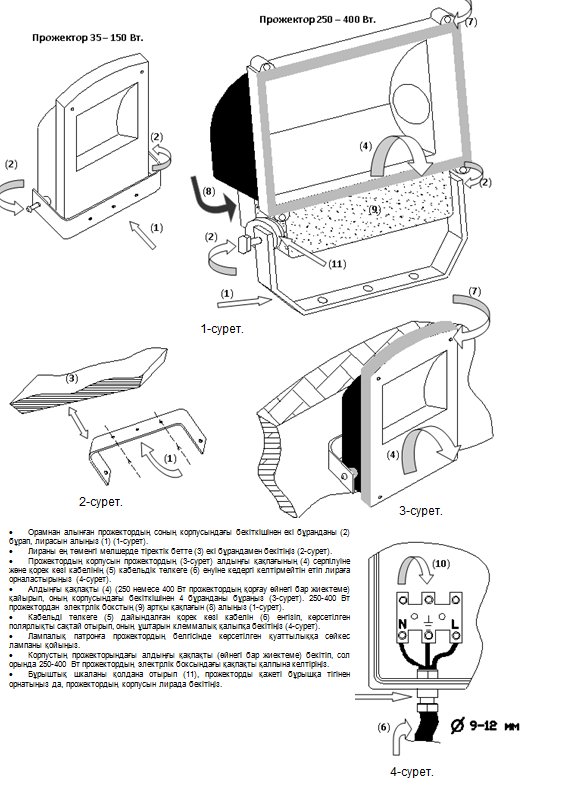 Прожектор 250 – 400 Вт.
(7)
Прожектор 35 – 150 Вт.
(2)
(4)
(2)
(2)
(8)
(9)
(1)
(2)
(11)
(1)
1-сурет.
(7)
(3)
(1)
(4)
2-сурет.
3-сурет.
• Орамнан алынған прожектордың соның корпусындағы бекіткішінен екі бұранданы (2)
бұрап, лирасын алыңыз (1) (1-сурет).
• Лираны ең төменгі мөлшерде тіректік бетте (3) екі бұрандамен бекітіңіз (2-сурет).
• Прожектордың корпусын (3-сурет) алдыңғы қақпағының (4) серпілуіне
және қорек көзі кабелінің (5) кабельдік төлкеге (6) енуіне кедергі келтірмейтін етіп лираға
орналастырыңыз (4-сурет).
• Алдыңғы қақпақты (4) (250 немесе 400 Вт прожектордың қорғау әйнегі бар жиектеме)
қайырып, оның корпусындағы бекіткішінен 4 бұранданы бұраңыз (3-сурет). 250-400 Вт
прожектордан электрлік бокстың (9) артқы қақпағын (8) алыңыз (1-сурет).
• Кабельді төлкеге (5) дайындалған қорек көзі кабелін (6) енгізіп, көрсетілген
полярлықты сақтай отырып, оның ұштарын клеммалық қалыпқа бекітіңіз (4-сурет).
• Лампалық патронға прожектордың белгісінде көрсетілген қуаттылыққа сәйкес
лампаны қойыңыз.
• Корпустың прожекторындағы алдыңғы қақпақты (әйнегі бар жиектеме) бекітіп, сол
орында 250-400 Вт прожектордың электрлік боксындағы қақпақты қалпына келтіріңіз.
• Бұрыштық шкаланы қолдана отырып (11), прожекторды қажеті бұрышқа тігінен
орнатыңыз да, прожектордың корпусын лирада бекітіңіз.
(10)
N
L
(6)
Ø 9-12 мм
4-сурет.